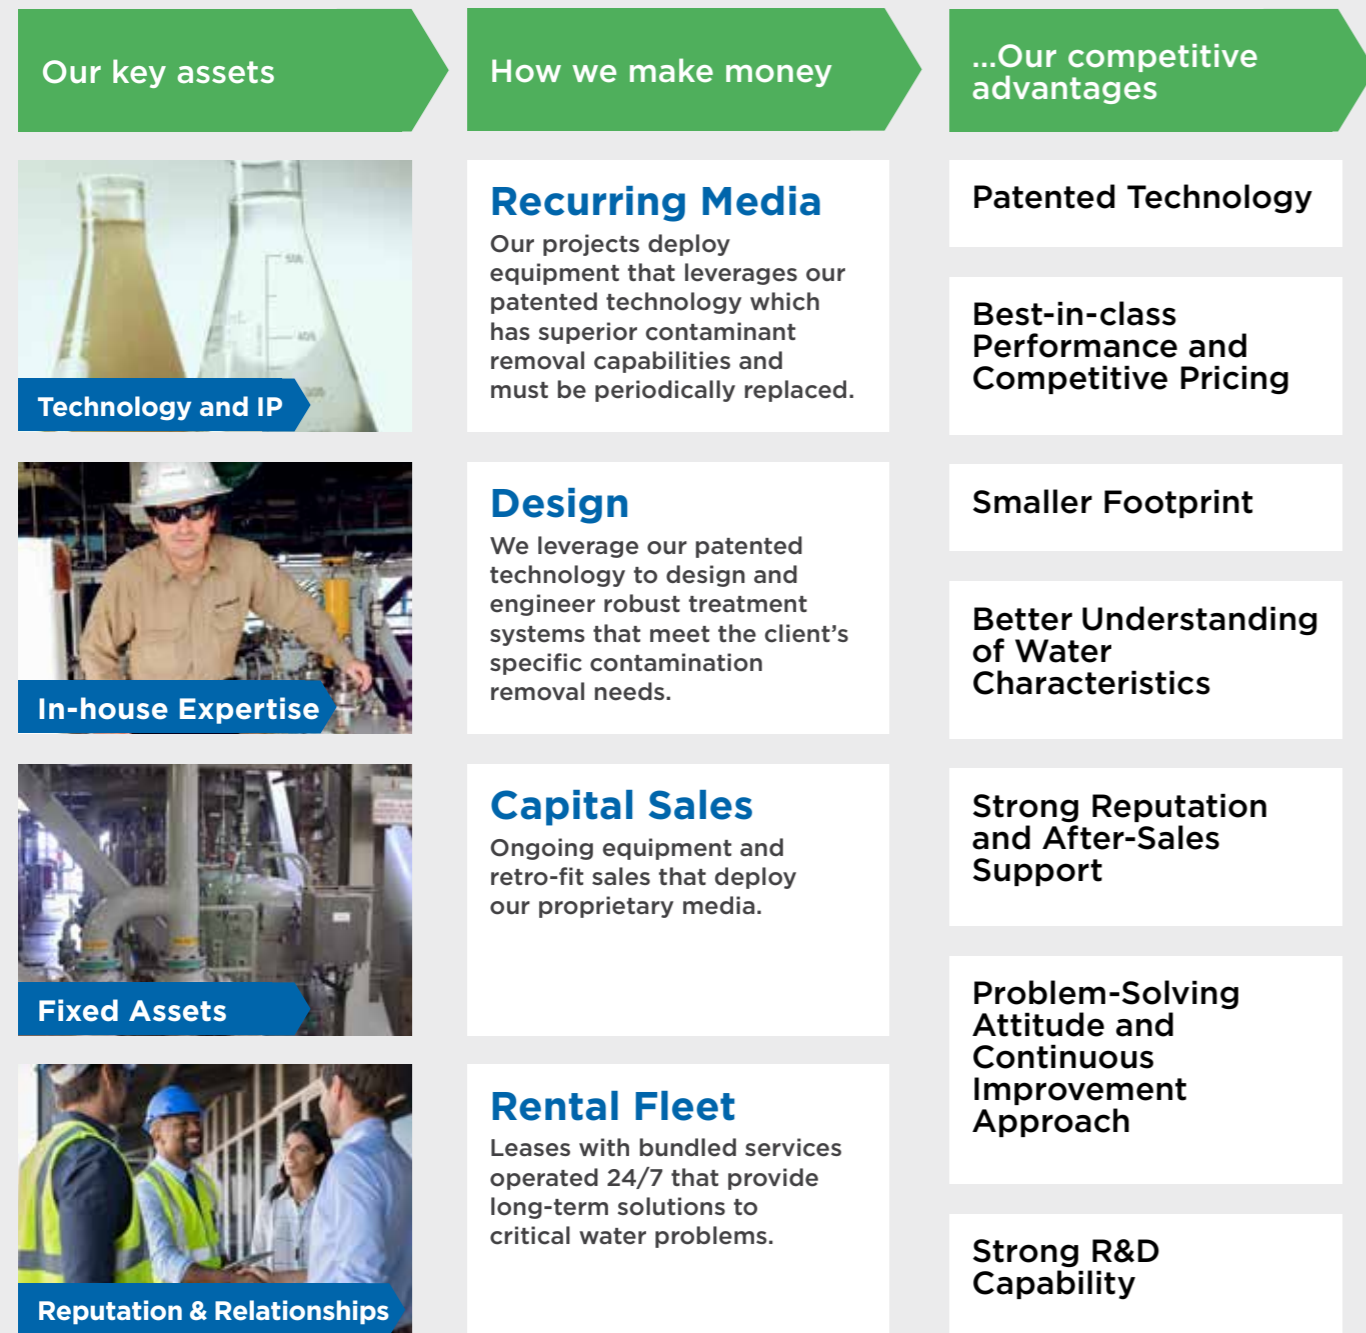 Our key assets
How we make money
...Our competitive
advantages
Technology and IP
In-house Expertise
Fixed Assets
Reputation & Relationships
Recurring Media
Our projects deploy
equipment that leverages our
patented technology which
has superior contaminant
removal capabilities and
must be periodically replaced.
Design
We leverage our patented
technology to design and
engineer robust treatment
systems that meet the client’s
specific contamination
removal needs.
Capital Sales
Ongoing equipment and
retro-fit sales that deploy
our proprietary media.
Rental Fleet
Leases with bundled services
operated 24/7 that provide
long-term solutions to
critical water problems.
Patented Technology
Best-in-class
Performance and
Competitive Pricing
Smaller Footprint
Better Understanding
of Water
Characteristics
Strong Reputation
and After-Sales
Support
Problem-Solving
Attitude and
Continuous
Improvement
Approach
Strong R&D
Capability